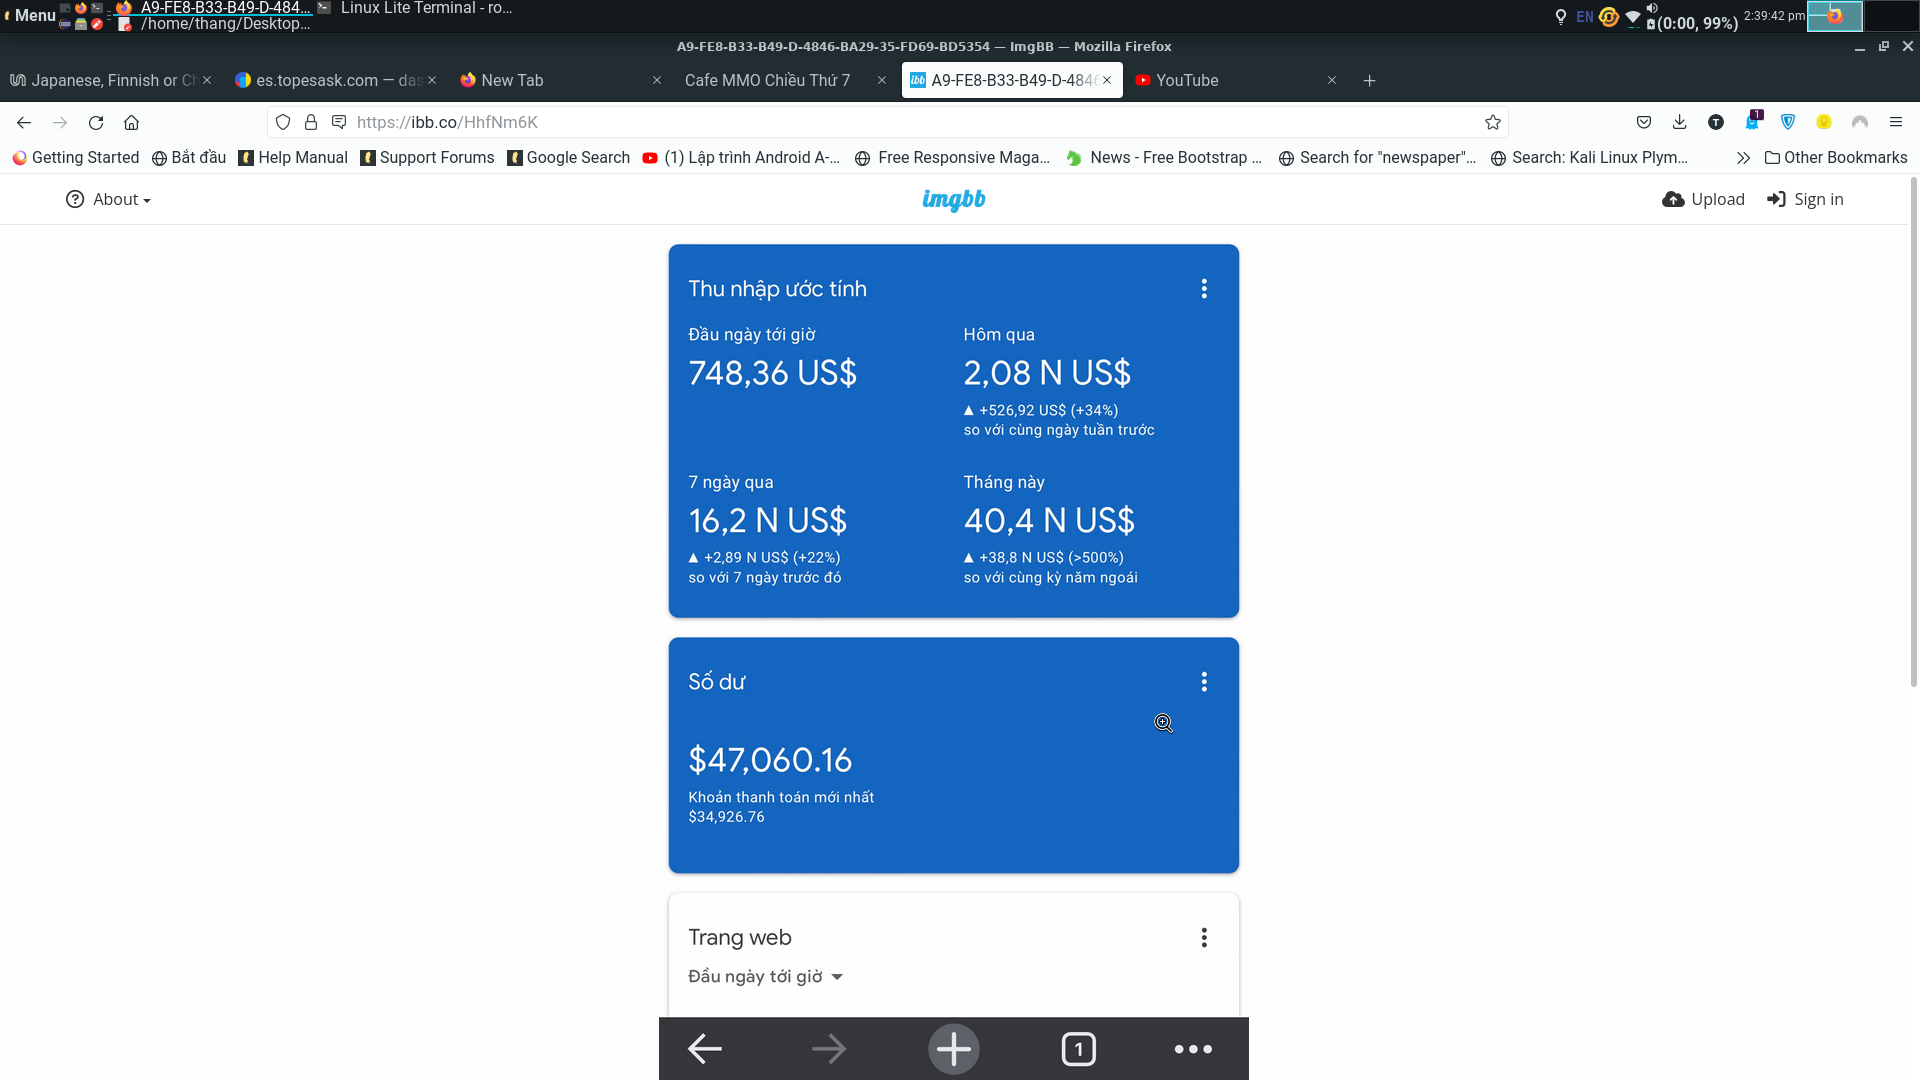 Menu
A9-FE8-B33-B49-D-484...
Linux Lite Terminal - ro...
/home/thang/Desktop...
EN
(0:00, 99%)
2:39:42 pm
A9-FE8-B33-B49-D-4846-BA29-35-FD69-BD5354 — ImgBB — Mozilla Firefox
Japanese, Finnish or Ch
es.topesask.com — das
New Tab
Cafe MMO Chiều Thứ 7
ibb
A9-FE8-B33-B49-D-4846
YouTube
https://ibb.co/HhfNm6K
T
1
Getting Started
Bắt đầu
Help Manual
Support Forums
Google Search
(1) Lập trình Android A-...
Free Responsive Maga...
News - Free Bootstrap ...
Search for "newspaper"...
Search: Kali Linux Plym...
Other Bookmarks
About
imgbb
Upload
Sign in
Thu nhập ước tính
Đầu ngày tới giờ
Hôm qua
748,36 US$
2,08 N US$
▲ +526,92 US$ (+34%)
so với cùng ngày tuần trước
7 ngày qua
Tháng này
16,2 N US$
40,4 N US$
▲ +2,89 N US$ (+22%)
▲ +38,8 N US$ (>500%)
so với 7 ngày trước đó
so với cùng kỳ năm ngoái
Số dư
$47,060.16
Khoản thanh toán mới nhất
$34,926.76
Trang web
Đầu ngày tới giờ
1